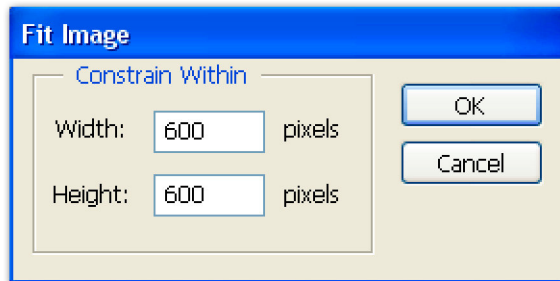 Fit Image
Constrain Within
Width: 600 pixels
Height: 600 pixels
OK
Cancel